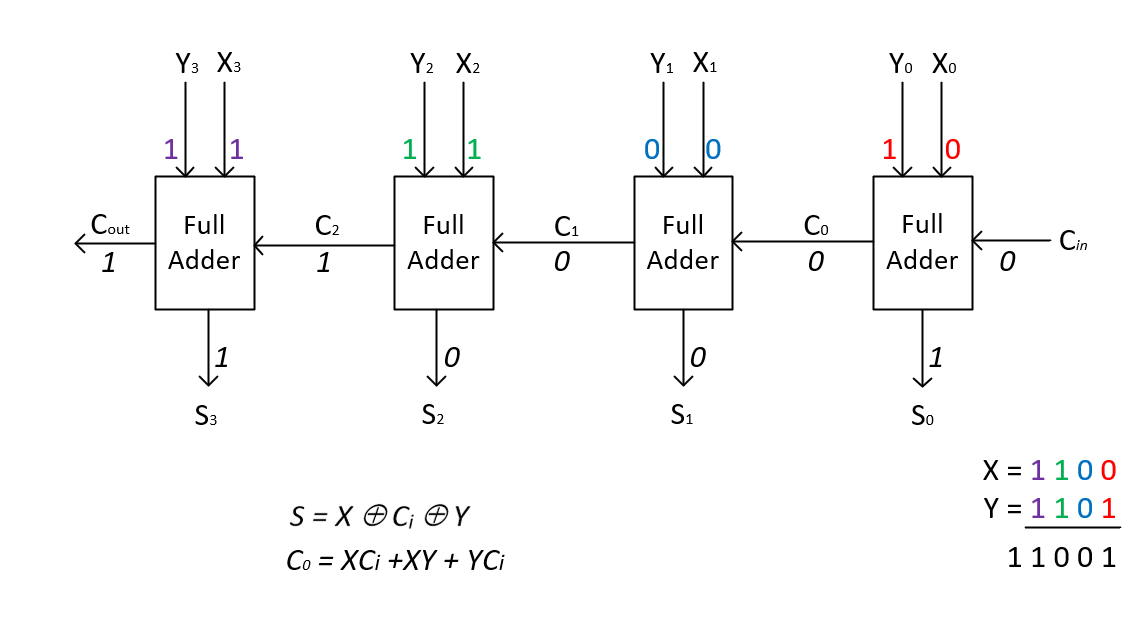 Y3 X3 Y2 X2 Y1 X1 Y0 X0
1 1 1 1 0 0 1 0
Cout Full Adder C2 Full Adder C1 Full Adder C0 Full Adder Cin
1 1 0 0 0
1 0 0 1
S3 S2 S1 S0
X = 1 1 0 0
Y = 1 1 0 1
1 1 0 0 1
S = X ⊕ Ci ⊕ Y
C0 = XCi +XY + YCi